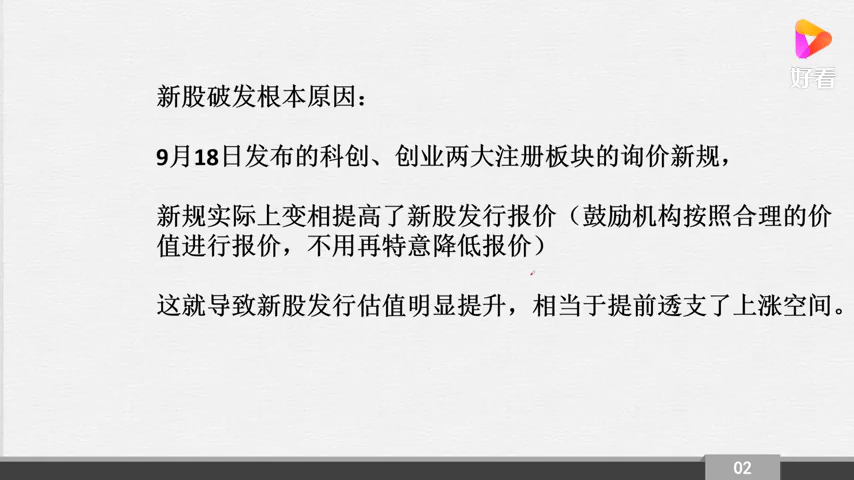 好看
新股破发根本原因：
9月18日发布的科创、创业两大注册板块的询价新规，
新规实际上变相提高了新股发行报价（鼓励机构按照合理的价
值进行报价，不用再特意降低报价）
这就导致新股发行估值明显提升，相当于提前透支了上涨空间。
02